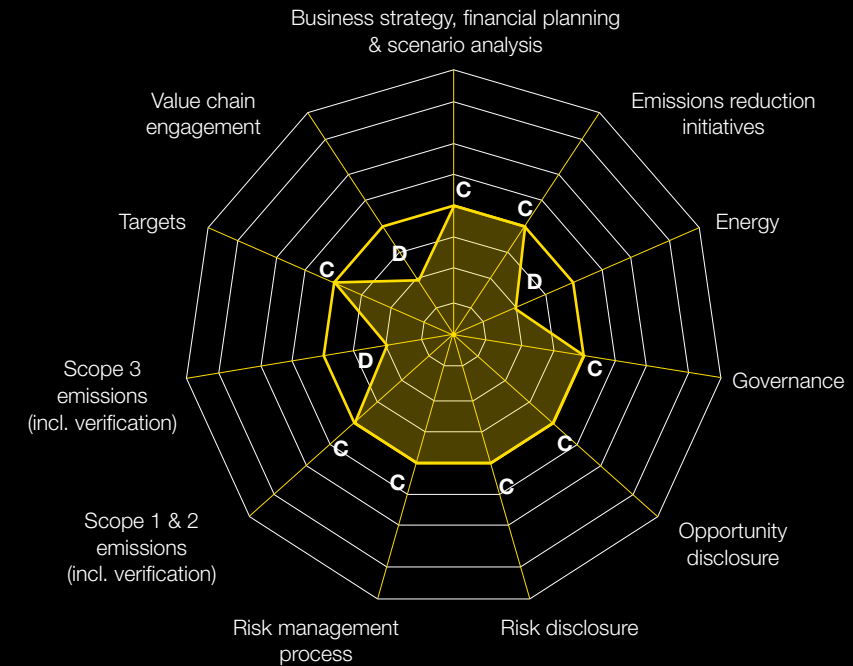 Business strategy, financial planning
& scenario analysis
Value chain
engagement
Emissions reduction
initiatives
C
C
Targets
Energy
D
C
D
Scope 3
emissions
(incl. verification)
D
C
Governance
C
C
C
C
Scope 1 & 2
emissions
(incl. verification)
Opportunity
disclosure
Risk management
process
Risk disclosure